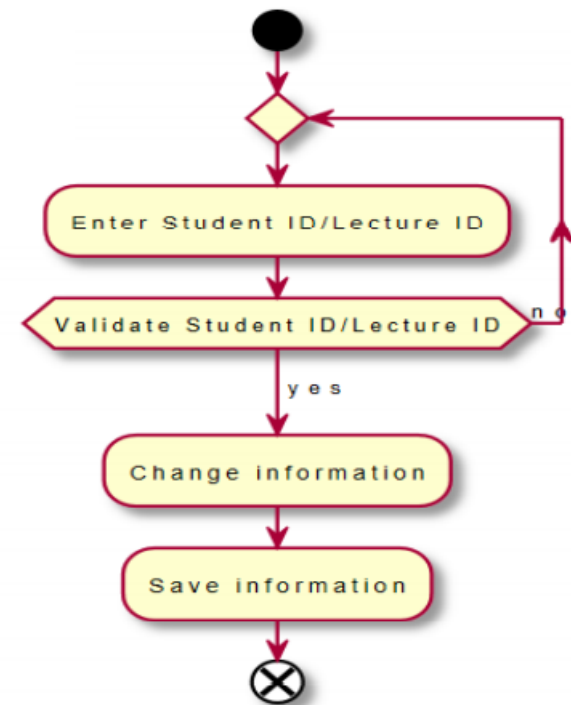 Enter Student ID/Lecture ID
Validate Student ID/Lecture ID
no
yes
Change information
Save information